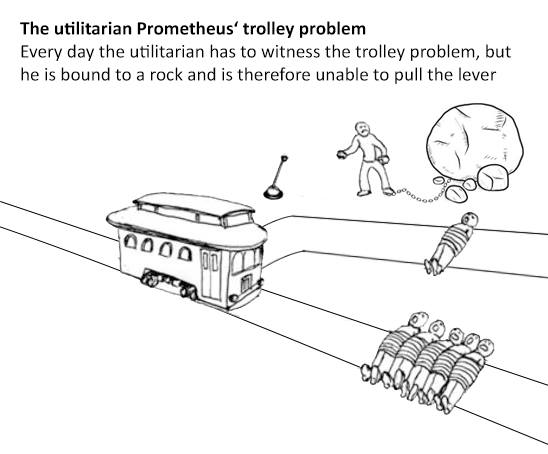 The utilitarian Prometheus‘ trolley problem
Every day the utilitarian has to witness the trolley problem, but
he is bound to a rock and is therefore unable to pull the lever